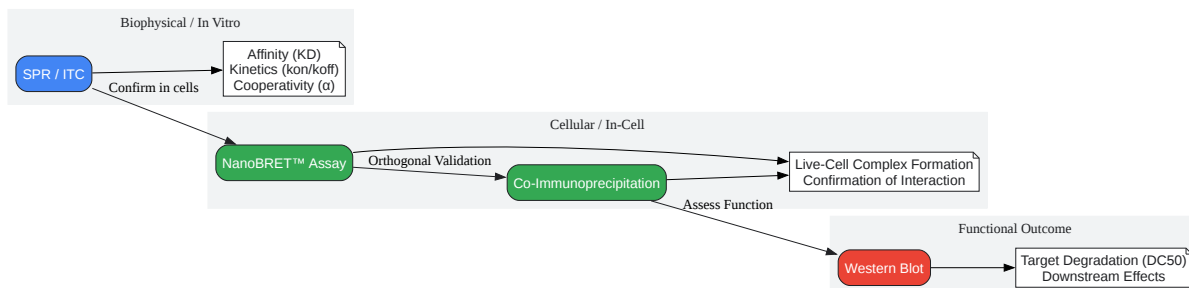 Biophysical / In Vitro
SPR / ITC
Affinity (KD)
Kinetics (kon/koff)
Cooperativity (α)
Confirm in cells
Cellular / In-Cell
NanoBRET™ Assay
Orthogonal Validation
Co-Immunoprecipitation
Live-Cell Complex Formation
Confirmation of Interaction
Assess Function
Functional Outcome
Western Blot
Target Degradation (DC50)
Downstream Effects